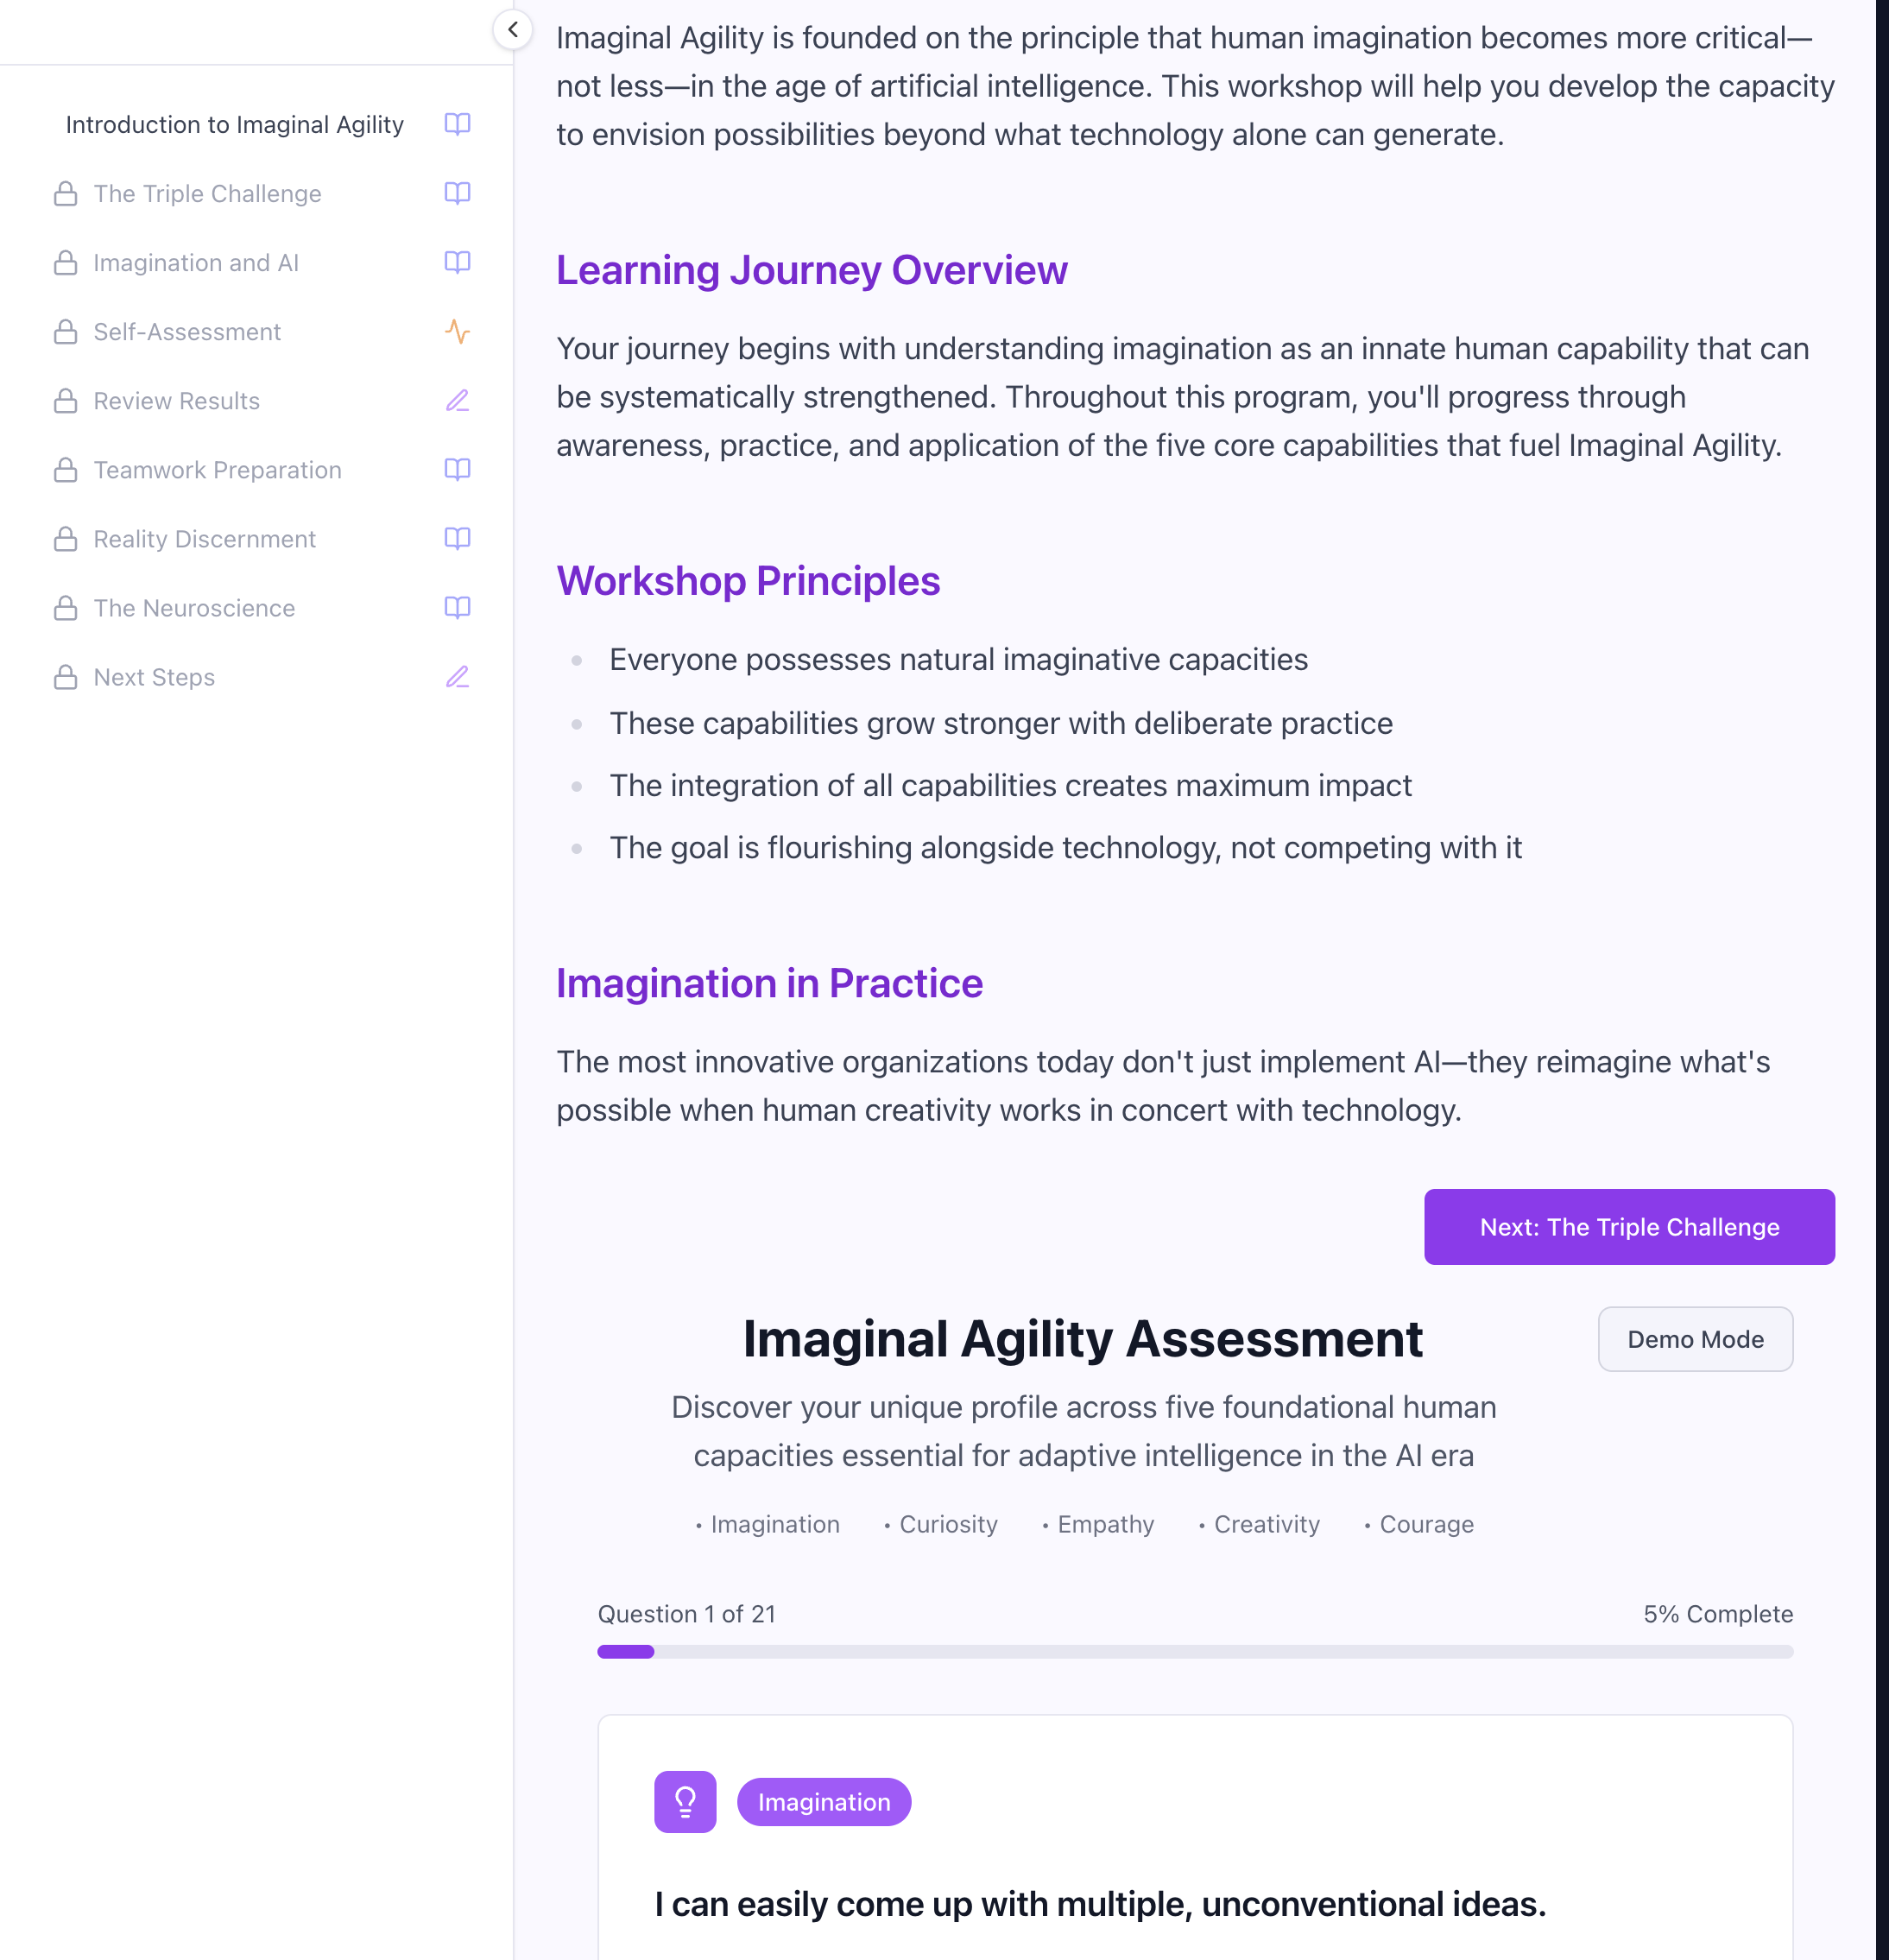 Introduction to Imaginal Agility
The Triple Challenge
Imagination and AI
Self-Assessment
Review Results
Teamwork Preparation
Reality Discernment
The Neuroscience
Next Steps
Imaginal Agility is founded on the principle that human imagination becomes more critical—
not less—in the age of artificial intelligence. This workshop will help you develop the capacity
to envision possibilities beyond what technology alone can generate.
Learning Journey Overview
Your journey begins with understanding imagination as an innate human capability that can
be systematically strengthened. Throughout this program, you'll progress through
awareness, practice, and application of the five core capabilities that fuel Imaginal Agility.
Workshop Principles
• Everyone possesses natural imaginative capacities
• These capabilities grow stronger with deliberate practice
• The integration of all capabilities creates maximum impact
• The goal is flourishing alongside technology, not competing with it
Imagination in Practice
The most innovative organizations today don't just implement AI—they reimagine what's
possible when human creativity works in concert with technology.
Next: The Triple Challenge
Imaginal Agility Assessment
Demo Mode
Discover your unique profile across five foundational human
capacities essential for adaptive intelligence in the AI era
• Imagination • Curiosity • Empathy • Creativity • Courage
Question 1 of 21 5% Complete
Imagination
I can easily come up with multiple, unconventional ideas.